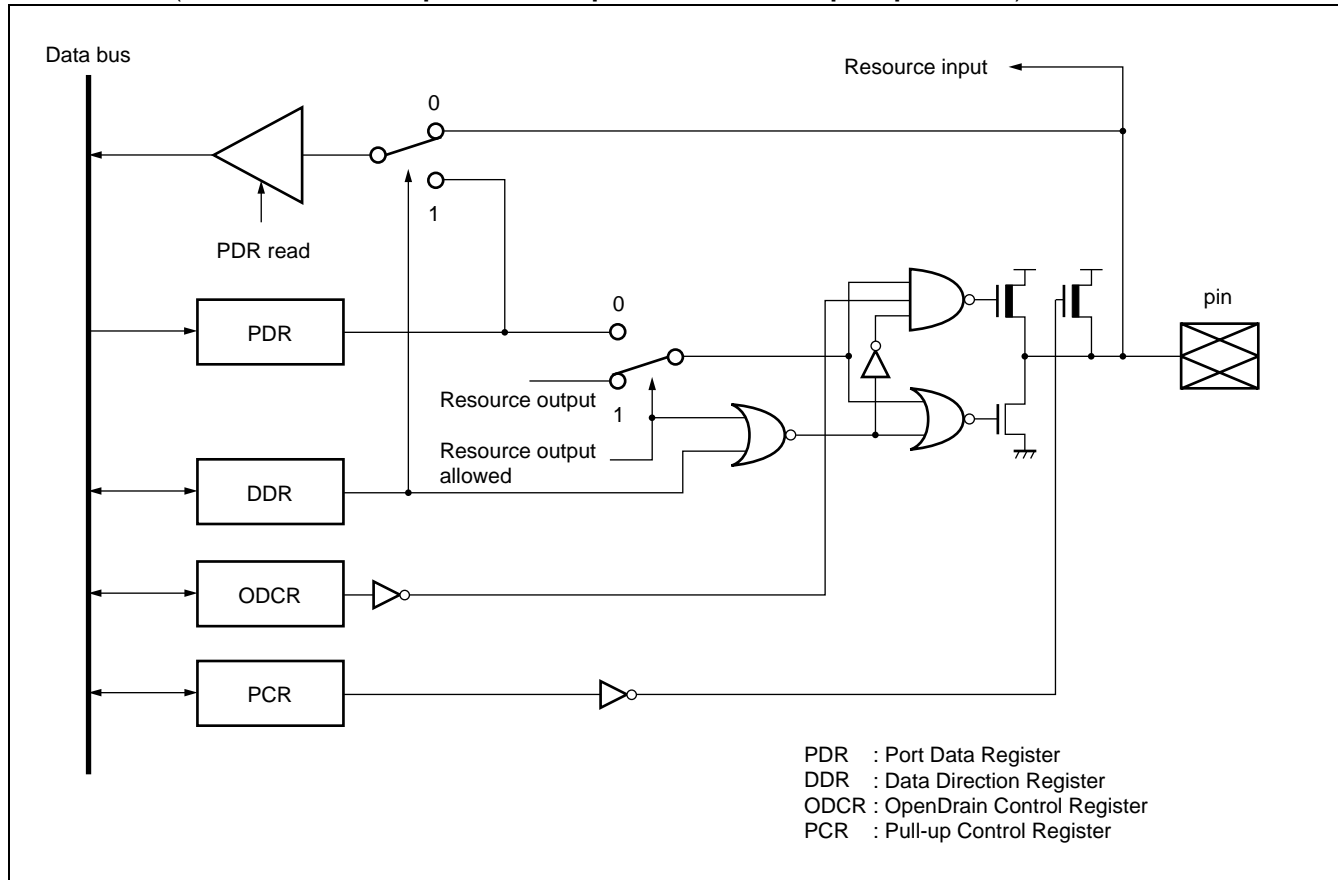 Data bus
Resource input
0
1
PDR read
0
pin
PDR
Resource output
1
Resource output
allowed
DDR
ODCR
PCR
PDR : Port Data Register
DDR : Data Direction Register
ODCR : OpenDrain Control Register
PCR : Pull-up Control Register